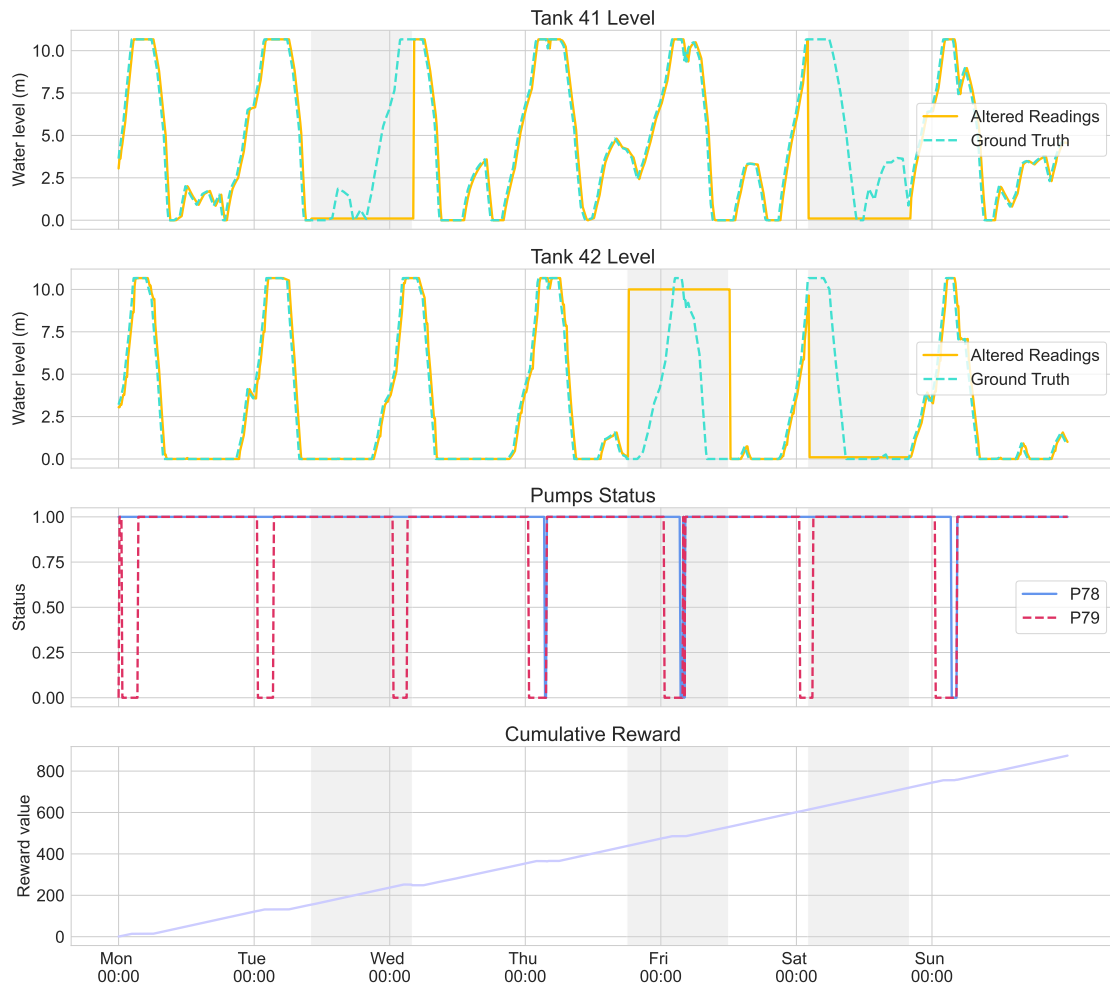 Tank 41 Level
Water level (m)
10.0
7.5
5.0
2.5
0.0
Altered Readings
Ground Truth
Tank 42 Level
Water level (m)
10.0
7.5
5.0
2.5
0.0
Altered Readings
Ground Truth
Pumps Status
Status
1.00
0.75
0.50
0.25
0.00
P78
P79
Cumulative Reward
Reward value
800
600
400
200
0
Mon Tue Wed Thu Fri Sat Sun
00:00 00:00 00:00 00:00 00:00 00:00 00:00